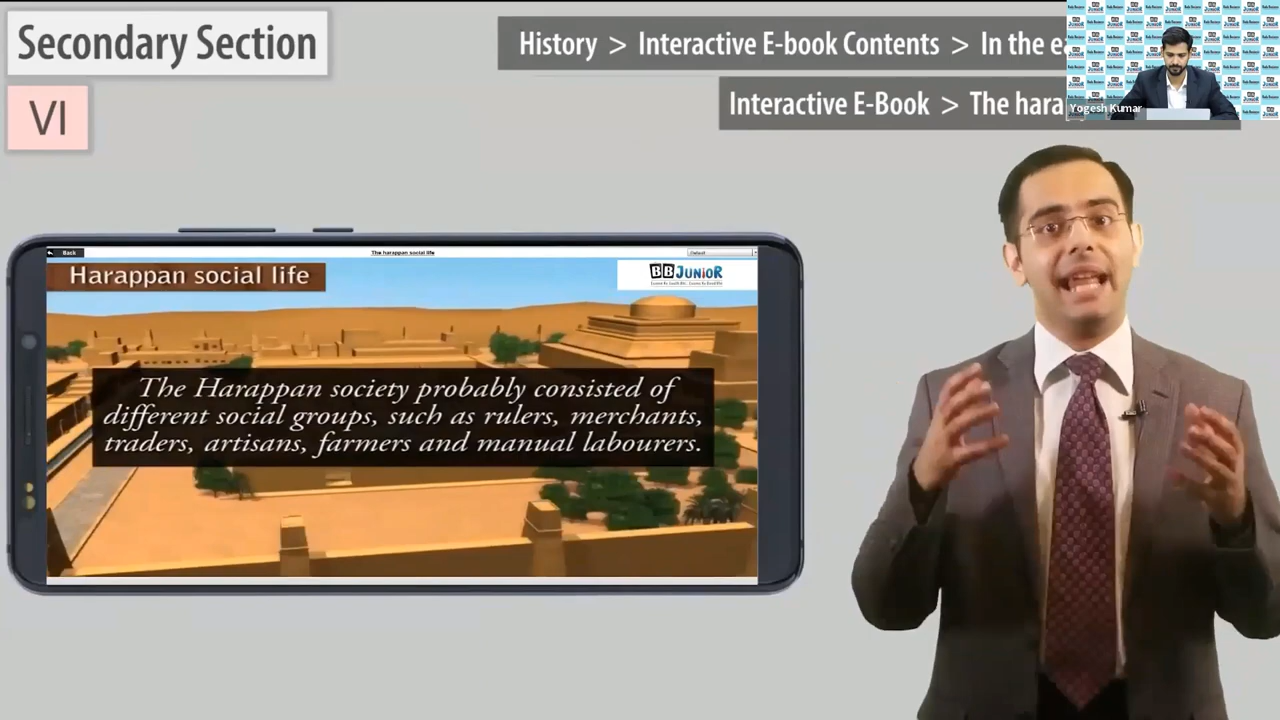 Secondary Section
VI
History > Interactive E-book Contents > In the
Interactive E-Book > The hara
Yogesh Kumar
Back
The harappan social life
Default
Harappan social life
BBJUNIOR
The Harappan society probably consisted of
different social groups, such as rulers, merchants,
traders, artisans, farmers and manual labourers.